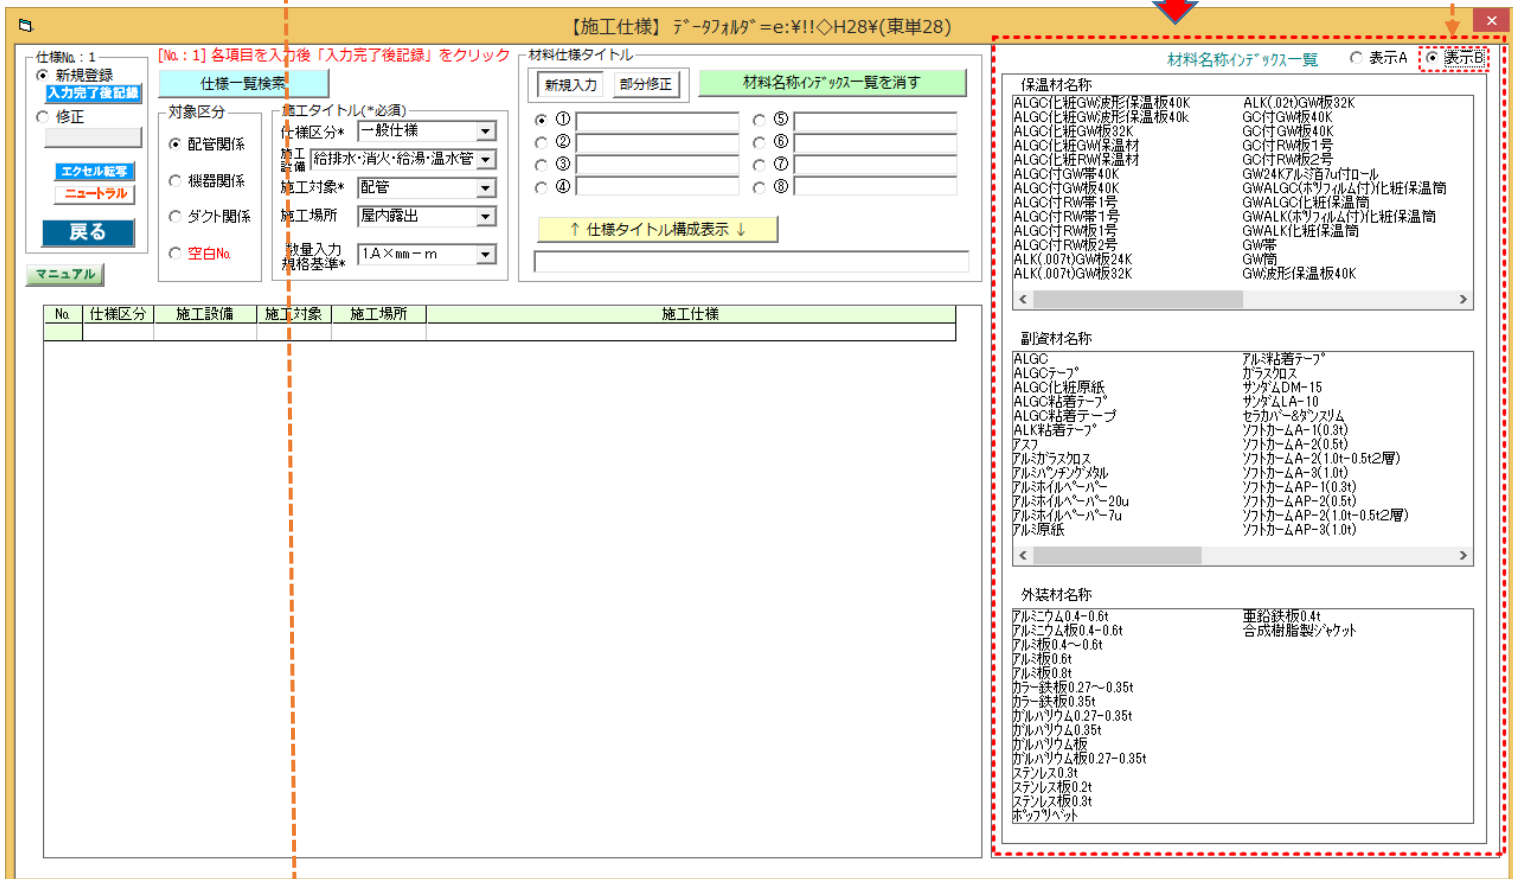 【施工仕様】 ﾃﾞｰﾀﾌｫﾙﾀﾞ=e:¥!!◇H28¥(東単28)
仕様No.: 1
新規登録
入力完了後記録
修正
エクセル転写
ニュートラル
戻る
マニュアル
[No.: 1] 各項目を入力後「入力完了後記録」をクリック
仕様一覧検索
対象区分
配管関係
機器関係
ダクト関係
空白No.
施工タイトル(*必須)
仕様区分* 一般仕様
施工設備 給排水・消火・給湯・温水管
施工対象* 配管
施工場所 屋内露出
数量入力規格基準* 1.A×mm－m
材料仕様タイトル
新規入力 部分修正 材料名称ｲﾝﾃﾞｯｸｽ一覧を消す
① ⑤
② ⑥
③ ⑦
④ ⑧
↑ 仕様タイトル構成表示 ↓
No. 仕様区分 施工設備 施工対象 施工場所 施工仕様
材料名称ｲﾝﾃﾞｯｸｽ一覧 表示A 表示B
保温材名称
ALGC化粧GW波形保温板40K ALK(.02t)GW板32K
ALGC化粧GW波形保温板40k GC付GW板40K
ALGC化粧GW板32K GC付GW板40K
ALGC化粧GW保温材 GC付RW板1号
ALGC化粧RW保温材 GC付RW板2号
ALGC付GW帯40K GW24Kｱﾙﾐ箔7u付ロール
ALGC付GW板40K GWALGC(ﾎﾟﾘﾌｨﾙﾑ付)化粧保温筒
ALGC付RW帯1号 GWALGC化粧保温筒
ALGC付RW帯1号 GWALK(ﾎﾟﾘﾌｨﾙﾑ付)化粧保温筒
ALGC付RW板1号 GWALK化粧保温筒
ALGC付RW板2号 GW帯
ALK(.007t)GW板24K GW筒
ALK(.007t)GW板32K GW波形保温板40K
副資材名称
ALGC ｱﾙﾐ粘着テｰﾌﾟ
ALGCﾃｰﾌﾟ ｶﾞﾗｽｸﾛｽ
ALGC化粧原紙 ｻﾝﾀﾞﾑDM-15
ALGC粘着ﾃｰﾌﾟ ｻﾝﾀﾞﾑLA-10
ALGC粘着テープ ｾﾗｶﾊﾞｰ&ﾀﾞﾝｽﾘﾑ
ALK粘着ﾃｰﾌﾟ ｿﾌﾄｶｰﾑA-1(0.3t)
ｱｽﾌ ｿﾌﾄｶｰﾑA-2(0.5t)
ｱﾙﾐｶﾞﾗｽｸﾛｽ ｿﾌﾄｶｰﾑA-2(1.0t-0.5t2層)
ｱﾙﾐﾊﾟﾝﾁﾝｸﾞﾒﾀﾙ ｿﾌﾄｶｰﾑA-3(1.0t)
ｱﾙﾐﾎｲﾙﾍﾟｰﾊﾟｰ ｿﾌﾄｶｰﾑAP-1(0.3t)
ｱﾙﾐﾎｲﾙﾍﾟｰﾊﾟｰ20u ｿﾌﾄｶｰﾑAP-2(0.5t)
ｱﾙﾐﾎｲﾙﾍﾟｰﾊﾟｰ7u ｿﾌﾄｶｰﾑAP-2(1.0t-0.5t2層)
ｱﾙﾐ原紙 ｿﾌﾄｶｰﾑAP-3(1.0t)
外装材名称
ｱﾙﾐﾆｳﾑ0.4-0.6t 亜鉛鉄板0.4t
ｱﾙﾐﾆｳﾑ板0.4-0.6t 合成樹脂製ｼﾞｬｹｯﾄ
ｱﾙﾐ板0.4～0.6t
ｱﾙﾐ板0.6t
ｱﾙﾐ板0.8t
ｶﾗｰ鉄板0.27～0.35t
ｶﾗｰ鉄板0.35t
ｶﾞﾙﾊﾞﾘｳﾑ0.27-0.35t
ｶﾞﾙﾊﾞﾘｳﾑ0.35t
ｶﾞﾙﾊﾞﾘｳﾑ板
ｶﾞﾙﾊﾞﾘｳﾑ板0.27-0.35t
ｽﾃﾝﾚｽ0.3t
ｽﾃﾝﾚｽ板0.2t
ｽﾃﾝﾚｽ板0.3t
ﾎﾟｯﾌﾟﾘﾍﾞｯﾄ